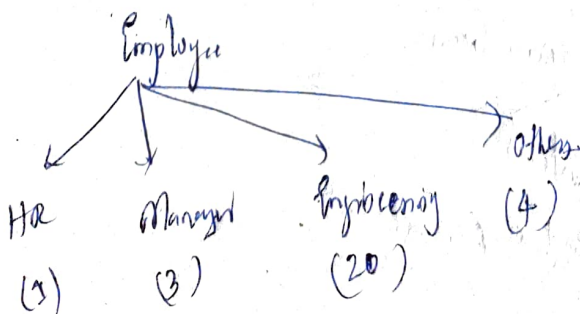 Employee
HR Manager Engineering Others
(3) (20) (4)